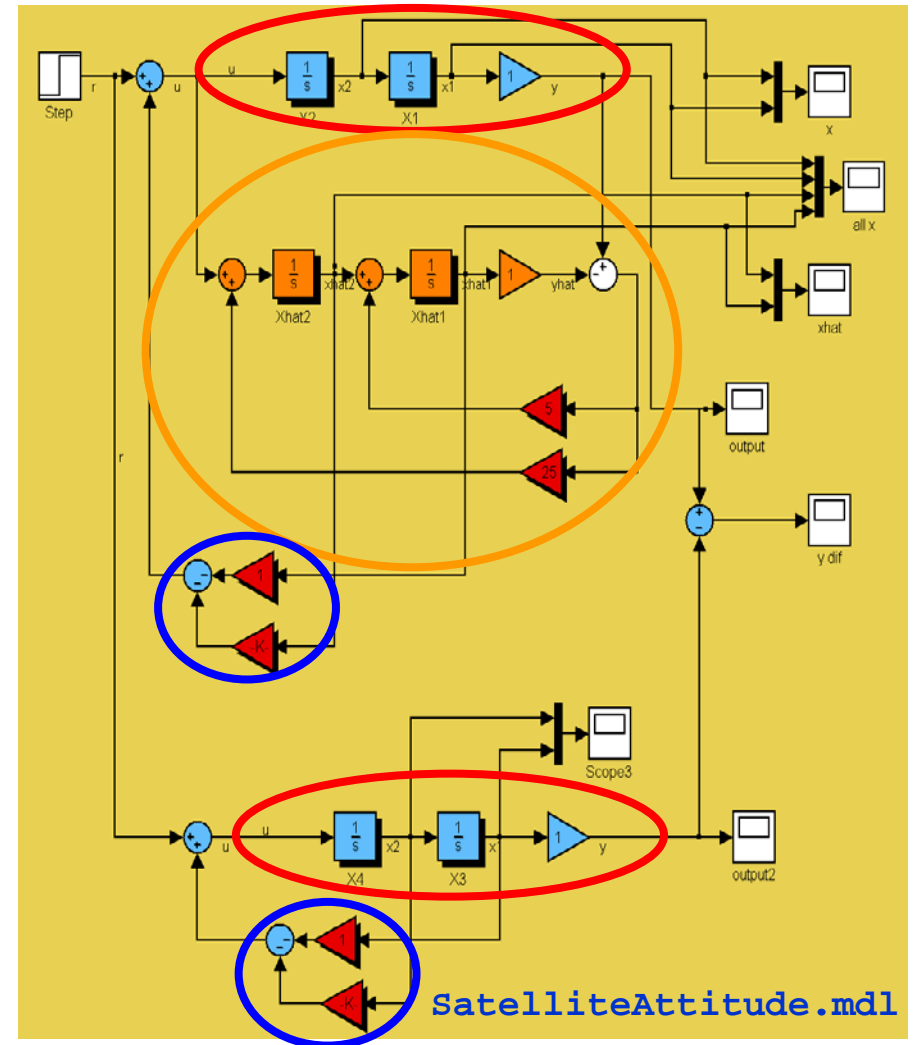 Step
r
u
u
1
s
X2
x2
1
s
X1
x1
1
y
x
all x
xhat
1
s
Xhat2
xhat2
1
s
Xhat1
xhat1
1
yhat
5
25
r
output
y dif
1
-K-
Scope3
u
u
1
s
X4
x2
1
s
X3
1
y
output2
1
-K-
SatelliteAttitude.mdl